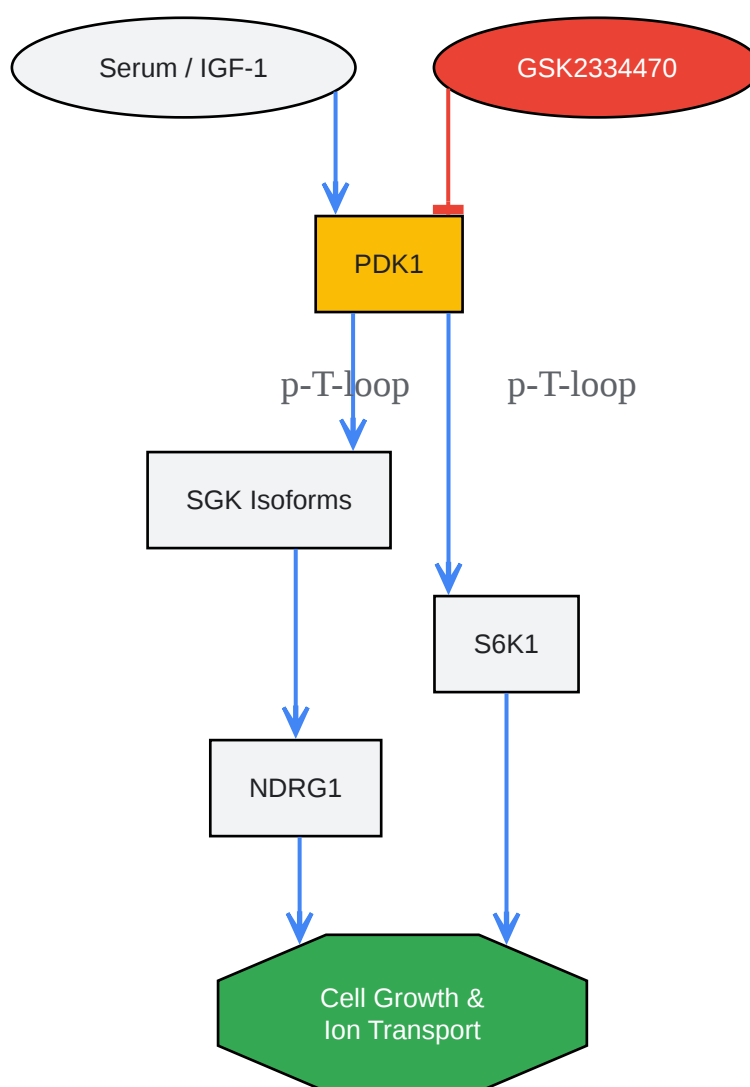 Serum / IGF-1
GSK2334470
PDK1
p-T-loop
p-T-loop
SGK Isoforms
S6K1
NDRG1
Cell Growth &
Ion Transport